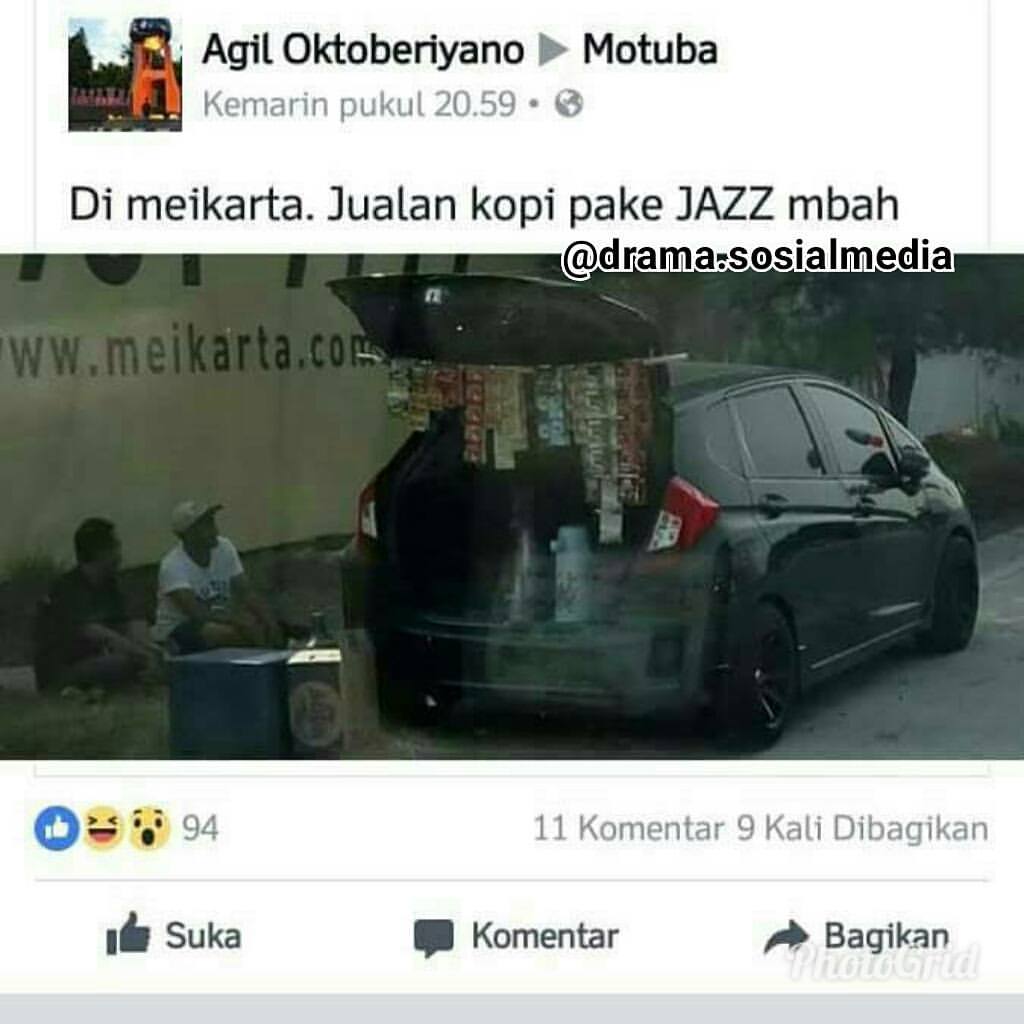 Agil Oktoberiyano ▶ Motuba
Kemarin pukul 20.59 •
Di meikarta. Jualan kopi pake JAZZ mbah
@drama.sosialmedia
www.meikarta.com
94
11 Komentar 9 Kali Dibagikan
Suka
Komentar
Bagikan
PhotoGrid